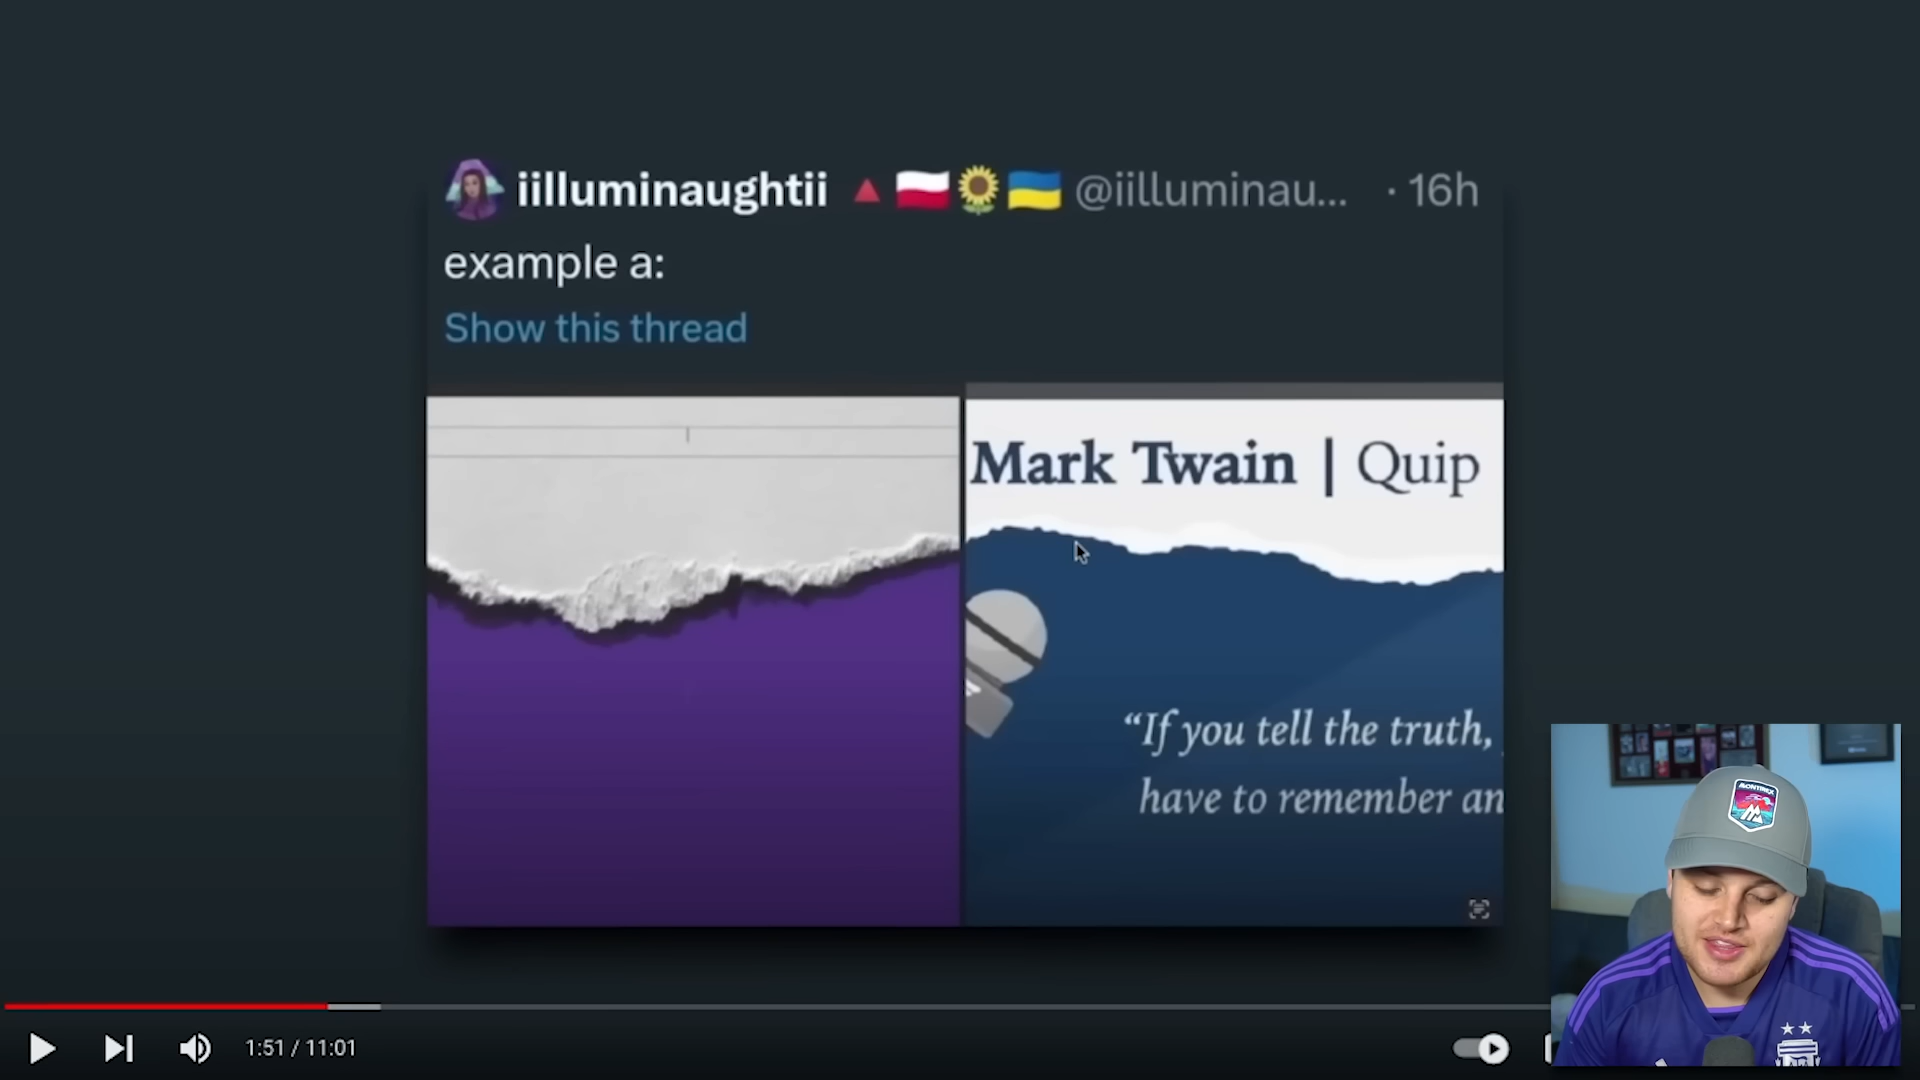 iilluminaughtii @iilluminau... · 16h
example a:
Show this thread
Mark Twain | Quip
“If you tell the truth,
have to remember an
1:51 / 11:01
MONTIREX